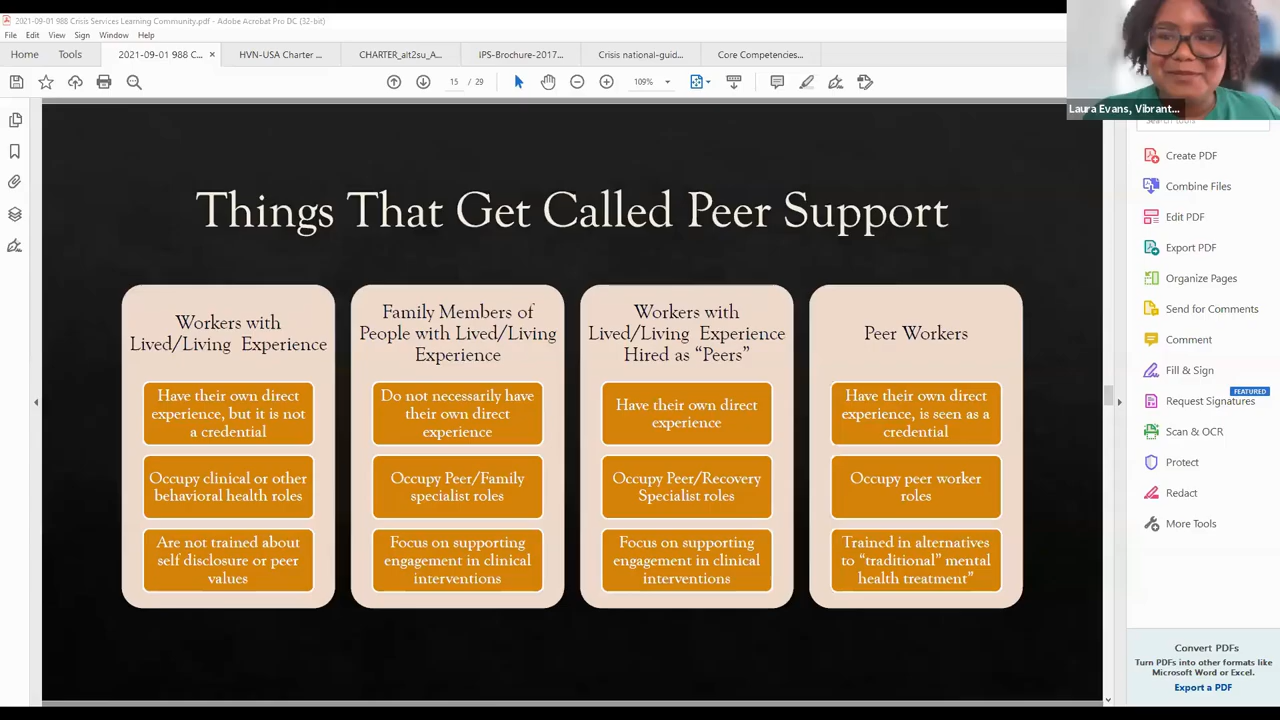 2021-09-01 988 Crisis Services Learning Community.pdf - Adobe Acrobat Pro DC (32-bit)
File Edit View Sign Window Help
Home Tools 2021-09-01 988 C... × HVN-USA Charter ... CHARTER_alt2su_A... IPS-Brochure-2017... Crisis national-guid... Core Competencies...
15 / 29 109%
Laura Evans, Vibrant...
Search tools
Things That Get Called Peer Support
Workers with
Lived/Living Experience
Have their own direct
experience, but it is not
a credential
Occupy clinical or other
behavioral health roles
Are not trained about
self disclosure or peer
values
Family Members of
People with Lived/Living
Experience
Do not necessarily have
their own direct
experience
Occupy Peer/Family
specialist roles
Focus on supporting
engagement in clinical
interventions
Workers with
Lived/Living Experience
Hired as “Peers”
Have their own direct
experience
Occupy Peer/Recovery
Specialist roles
Focus on supporting
engagement in clinical
interventions
Peer Workers
Have their own direct
experience, is seen as a
credential
Occupy peer worker
roles
Trained in alternatives
to “traditional” mental
health treatment”
Create PDF
Combine Files
Edit PDF
Export PDF
Organize Pages
Send for Comments
Comment
Fill & Sign
FEATURED
Request Signatures
Scan & OCR
Protect
Redact
More Tools
Convert PDFs
Turn PDFs into other formats like
Microsoft Word or Excel.
Export a PDF